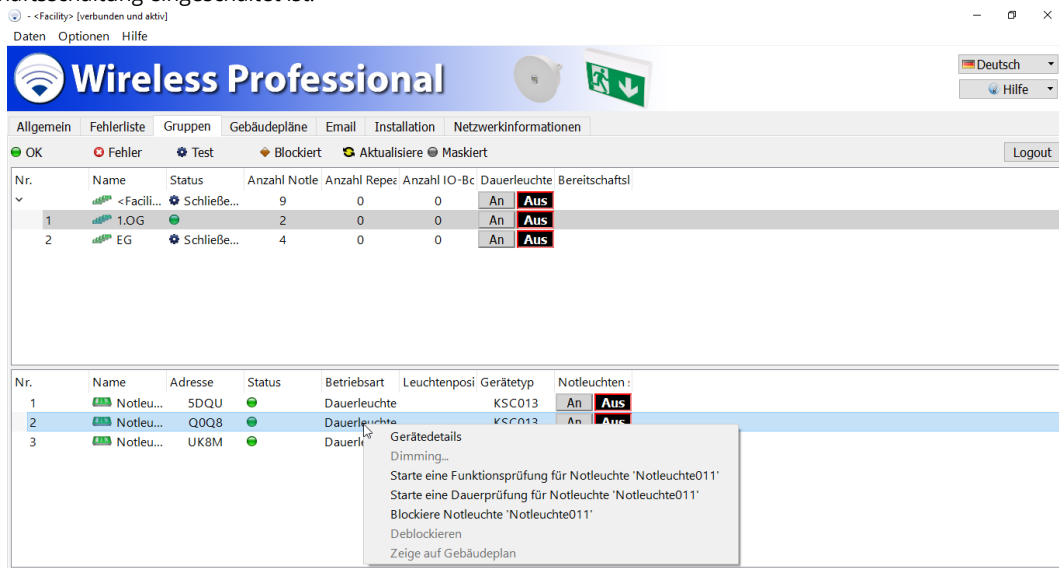 ktsschaltung eingeschaltet ist.
- <Facility> [verbunden und aktiv]
Daten Optionen Hilfe
Wireless Professional
Deutsch
Hilfe
Allgemein Fehlerliste Gruppen Gebäudepläne Email Installation Netzwerkinformationen
OK Fehler Test Blockiert Aktualisiere Maskiert Logout
Nr. Name Status Anzahl Notle Anzahl Repea Anzahl IO-Bo Dauerleuchte Bereitschaftsl
<Facili... Schließe... 9 0 0 An Aus
1 1.OG 2 0 0 An Aus
2 EG Schließe... 4 0 0 An Aus
Nr. Name Adresse Status Betriebsart Leuchtenposi Gerätetyp Notleuchten
1 Notleu... 5DQU Dauerleuchte KSC013 An Aus
2 Notleu... Q0Q8 Dauerleuchte KSC013 An Aus
3 Notleu... UK8M Dauerle
Gerätedetails
Dimming...
Starte eine Funktionsprüfung für Notleuchte 'Notleuchte011'
Starte eine Dauerprüfung für Notleuchte 'Notleuchte011'
Blockiere Notleuchte 'Notleuchte011'
Deblockieren
Zeige auf Gebäudeplan